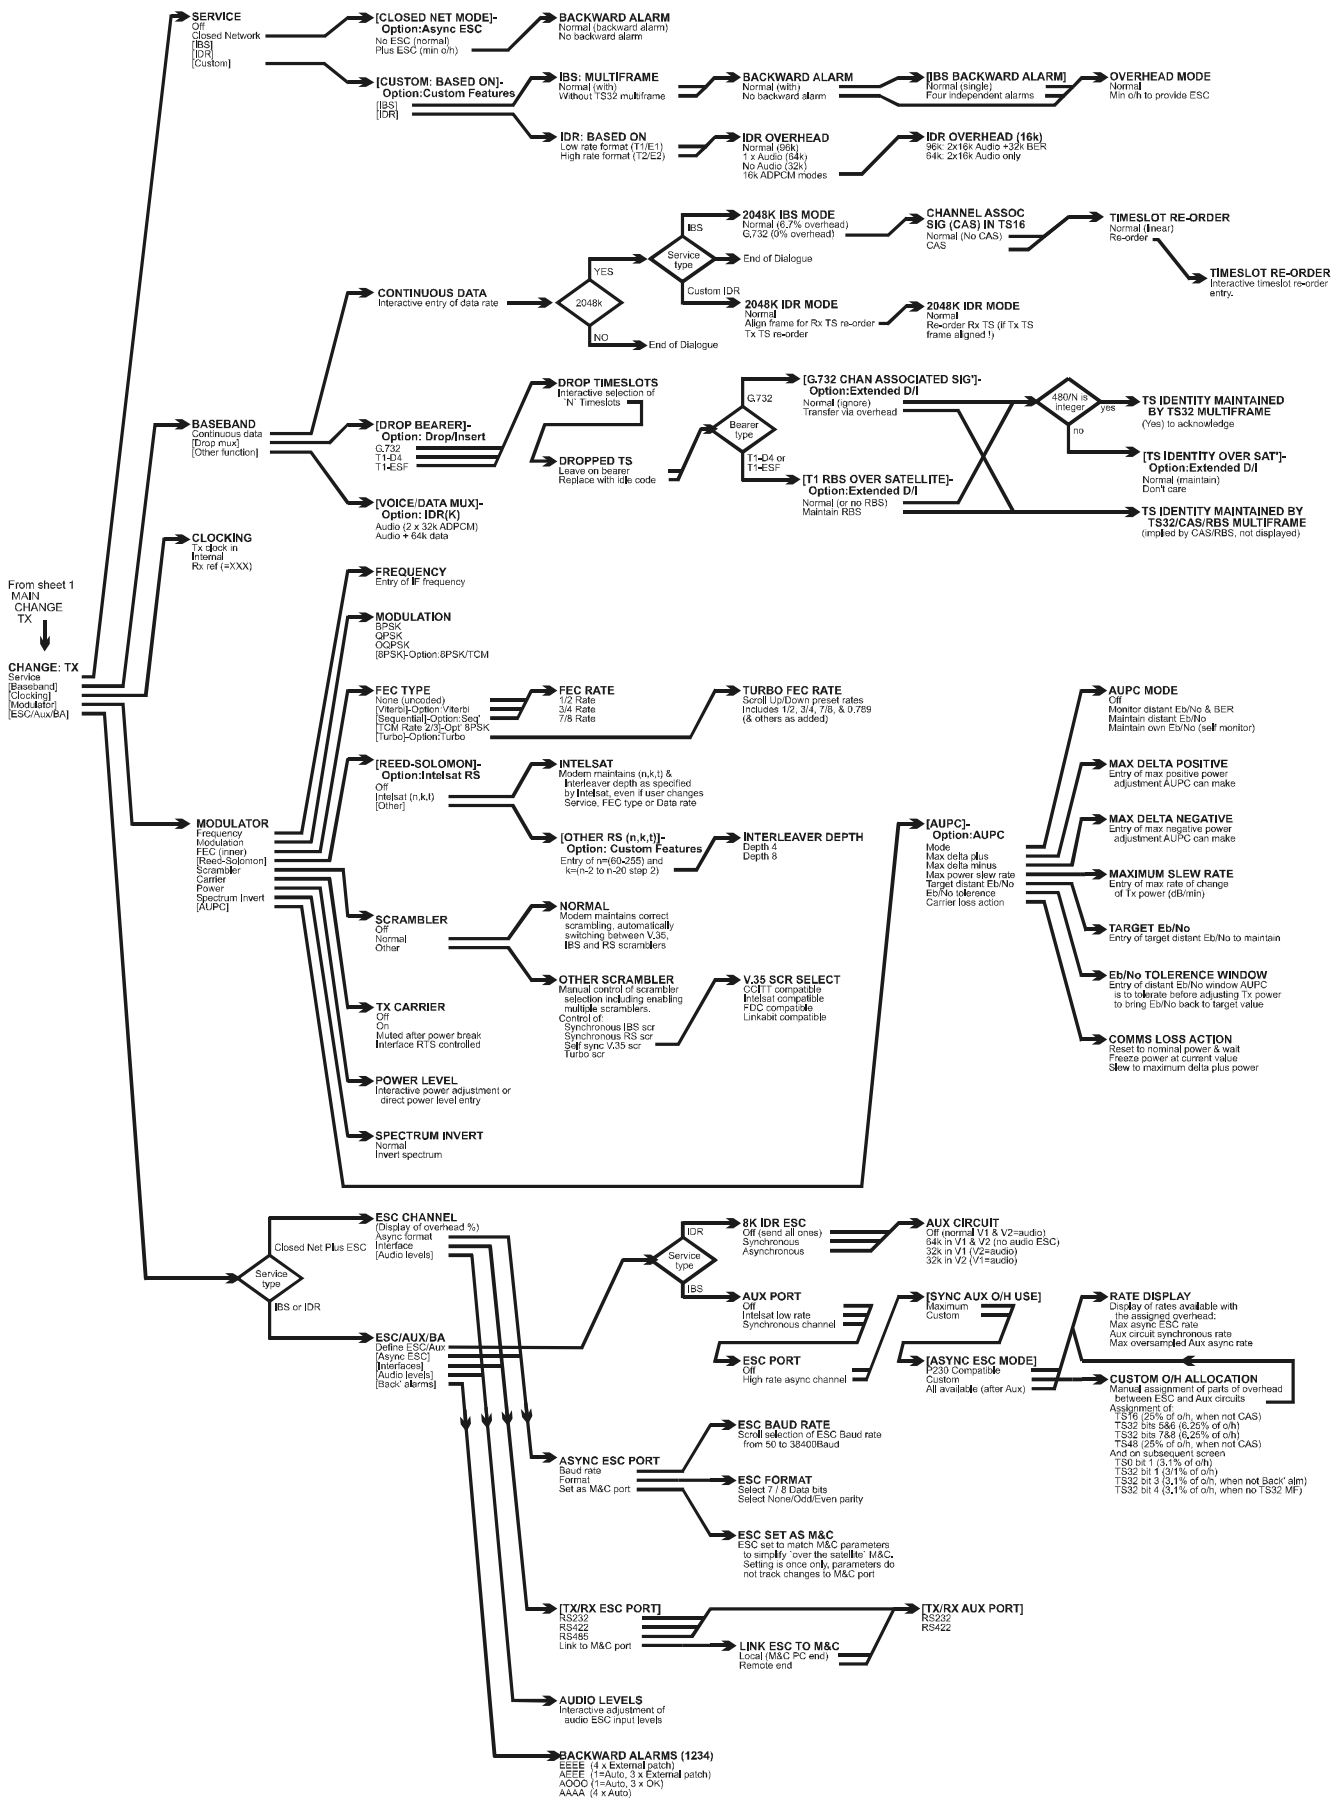 SERVICE
Off
Closed Network
[IBS]
[IDR]
[Custom]
[CLOSED NET MODE]-
Option:Async ESC
No ESC (normal)
Plus ESC (min o/h)
BACKWARD ALARM
Normal (backward alarm)
No backward alarm
[CUSTOM: BASED ON]-
Option:Custom Features
[IBS]
[IDR]
IBS: MULTIFRAME
Normal (with)
Without TS32 multiframe
BACKWARD ALARM
Normal (with)
No backward alarm
[IBS BACKWARD ALARM]
Normal (single)
Four independent alarms
OVERHEAD MODE
Normal
Min o/h to provide ESC
IDR: BASED ON
Low rate format (T1/E1)
High rate format (T2/E2)
IDR OVERHEAD
Normal (96k)
1 x Audio (64k)
No Audio (32k)
16k ADPCM modes
IDR OVERHEAD (16k)
96k: 2x16k Audio +32k BER
64k: 2x16k Audio only
CONTINUOUS DATA
Interactive entry of data rate
2048k
YES
NO
End of Dialogue
Service
type
IBS
Custom IDR
2048K IBS MODE
Normal (6.7% overhead)
G.732 (0% overhead)
End of Dialogue
CHANNEL ASSOC
SIG (CAS) IN TS16
Normal (No CAS)
CAS
TIMESLOT RE-ORDER
Normal (linear)
Re-order
TIMESLOT RE-ORDER
Interactive timeslot re-order
entry.
2048K IDR MODE
Normal
Align frame for Rx TS re-order
Tx TS re-order
2048K IDR MODE
Normal
Re-order Rx TS (if Tx TS
frame aligned !)
BASEBAND
Continuous data
[Drop mux]
[Other function]
[DROP BEARER]-
Option: Drop/Insert
G.732
T1-D4
T1-ESF
DROP TIMESLOTS
Interactive selection of
`N` Timeslots
DROPPED TS
Leave on bearer
Replace with idle code
Bearer
type
G.732
T1-D4 or
T1-ESF
[G.732 CHAN ASSOCIATED SIG']-
Option:Extended D/I
Normal (ignore)
Transfer via overhead
[T1 RBS OVER SATELLITE]-
Option:Extended D/I
Normal (or no RBS)
Maintain RBS
480/N is
integer
yes
no
TS IDENTITY MAINTAINED
BY TS32 MULTIFRAME
(Yes) to acknowledge
[TS IDENTITY OVER SAT']-
Option:Extended D/I
Normal (maintain)
Don't care
TS IDENTITY MAINTAINED BY
TS32/CAS/RBS MULTIFRAME
(implied by CAS/RBS, not displayed)
[VOICE/DATA MUX]-
Option: IDR(K)
Audio (2 x 32k ADPCM)
Audio + 64k data
CLOCKING
Tx clock in
Internal
Rx ref (=XXX)
From sheet 1
MAIN
CHANGE
TX
CHANGE: TX
Service
[Baseband]
[Clocking]
[Modulator]
[ESC/Aux/BA]
FREQUENCY
Entry of IF frequency
MODULATION
BPSK
QPSK
OQPSK
[8PSK]-Option:8PSK/TCM
FEC TYPE
None (uncoded)
[Viterbi]-Option:Viterbi
[Sequential]-Option:Seq'
[TCM Rate 2/3]-Opt' 8PSK
[Turbo]-Option:Turbo
FEC RATE
1/2 Rate
3/4 Rate
7/8 Rate
TURBO FEC RATE
Scroll Up/Down preset rates
Includes 1/2, 3/4, 7/8, & 0.789
(& others as added)
[REED-SOLOMON]-
Option:Intelsat RS
Off
Intelsat (n,k,t)
[Other]
INTELSAT
Modem maintains (n,k,t) &
Interleaver depth as specified
by Intelsat, even if user changes
Service, FEC type or Data rate
[OTHER RS (n,k,t)]-
Option: Custom Features
Entry of n=(60-255) and
k=(n-2 to n-20 step 2)
INTERLEAVER DEPTH
Depth 4
Depth 8
MODULATOR
Frequency
Modulation
FEC (inner)
[Reed-Solomon]
Scrambler
Carrier
Power
Spectrum Invert
[AUPC]
SCRAMBLER
Off
Normal
Other
NORMAL
Modem maintains correct
scrambling, automatically
switching between V.35,
IBS and RS scramblers
OTHER SCRAMBLER
Manual control of scrambler
selection including enabling
multiple scramblers.
Control of:
Synchronous IBS scr
Synchronous RS scr
Self sync V.35 scr
Turbo scr
V.35 SCR SELECT
CCITT compatible
Intelsat compatible
FDC compatible
Linkabit compatible
TX CARRIER
Off
On
Muted after power break
Interface RTS controlled
POWER LEVEL
Interactive power adjustment or
direct power level entry
SPECTRUM INVERT
Normal
Invert spectrum
[AUPC]-
Option:AUPC
Mode
Max delta plus
Max delta minus
Max power slew rate
Target distant Eb/No
Eb/No tolerence
Carrier loss action
AUPC MODE
Off
Monitor distant Eb/No & BER
Maintain distant Eb/No
Maintain own Eb/No (self monitor)
MAX DELTA POSITIVE
Entry of max positive power
adjustment AUPC can make
MAX DELTA NEGATIVE
Entry of max negative power
adjustment AUPC can make
MAXIMUM SLEW RATE
Entry of max rate of change
of Tx power (dB/min)
TARGET Eb/No
Entry of target distant Eb/No to maintain
Eb/No TOLERENCE WINDOW
Entry of distant Eb/No window AUPC
is to tolerate before adjusting Tx power
to bring Eb/No back to target value
COMMS LOSS ACTION
Reset to nominal power & wait
Freeze power at current value
Slew to maximum delta plus power
Service
type
Closed Net Plus ESC
IBS or IDR
ESC CHANNEL
(Display of overhead %)
Async format
Interface
[Audio levels]
ESC/AUX/BA
Define ESC/Aux
[Async ESC]
[Interfaces]
[Audio levels]
[Back' alarms]
Service
type
IDR
IBS
8K IDR ESC
Off (send all ones)
Synchronous
Asynchronous
AUX CIRCUIT
Off (normal V1 & V2=audio)
64k in V1 & V2 (no audio ESC)
32k in V1 (V2=audio)
32k in V2 (V1=audio)
AUX PORT
Off
Intelsat low rate
Synchronous channel
ESC PORT
Off
High rate async channel
[SYNC AUX O/H USE]
Maximum
Custom
[ASYNC ESC MODE]
P230 Compatible
Custom
All available (after Aux)
RATE DISPLAY
Display of rates available with
the assigned overhead:
Max async ESC rate
Aux circuit synchronous rate
Max oversampled Aux async rate
CUSTOM O/H ALLOCATION
Manual assignment of parts of overhead
between ESC and Aux circuits
Assignment of:
TS16 (25% of o/h, when not CAS)
TS32 bits 5&6 (6.25% of o/h)
TS32 bits 7&8 (6.25% of o/h)
TS48 (25% of o/h, when not CAS)
And on subsequent screen
TS0 bit 1 (3.1% of o/h)
TS32 bit 1 (3/1% of o/h)
TS32 bit 3 (3.1% of o/h, when not Back' alm)
TS32 bit 4 (3.1% of o/h, when no TS32 MF)
ASYNC ESC PORT
Baud rate
Format
Set as M&C port
ESC BAUD RATE
Scroll selection of ESC Baud rate
from 50 to 38400Baud
ESC FORMAT
Select 7 / 8 Data bits
Select None/Odd/Even parity
ESC SET AS M&C
ESC set to match M&C parameters
to simplify `over the satellite` M&C.
Setting is once only, parameters do
not track changes to M&C port
[TX/RX ESC PORT]
RS232
RS422
RS485
Link to M&C port
LINK ESC TO M&C
Local (M&C PC end)
Remote end
[TX/RX AUX PORT]
RS232
RS422
AUDIO LEVELS
Interactive adjustment of
audio ESC input levels
BACKWARD ALARMS (1234)
EEEE (4 x External patch)
AEEE (1=Auto, 3 x External patch)
AOOO (1=Auto, 3 x OK)
AAAA (4 x Auto)